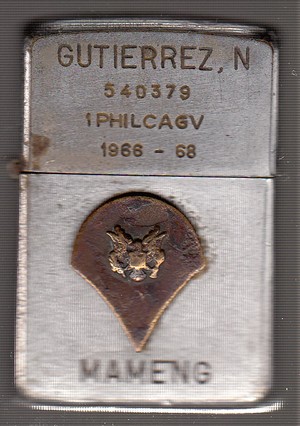 GUTIERREZ, N
540379
1PHILCAGV
1966 - 68
MAMENG